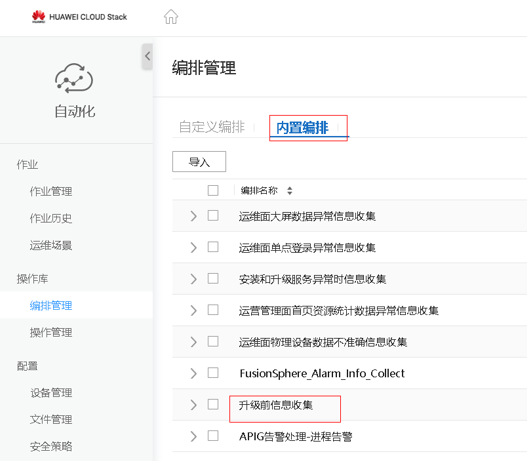 HUAWEI CLOUD Stack
自动化
作业
作业管理
作业历史
运维场景
操作库
编排管理
操作管理
配置
设备管理
文件管理
安全策略
编排管理
自定义编排
内置编排
导入
编排名称
运维面大屏数据异常信息收集
运维面单点登录异常信息收集
安装和升级服务异常时信息收集
运营管理面首页资源统计数据异常信息收集
运维面物理设备数据不准确信息收集
FusionSphere_Alarm_Info_Collect
升级前信息收集
APIG告警处理-进程告警